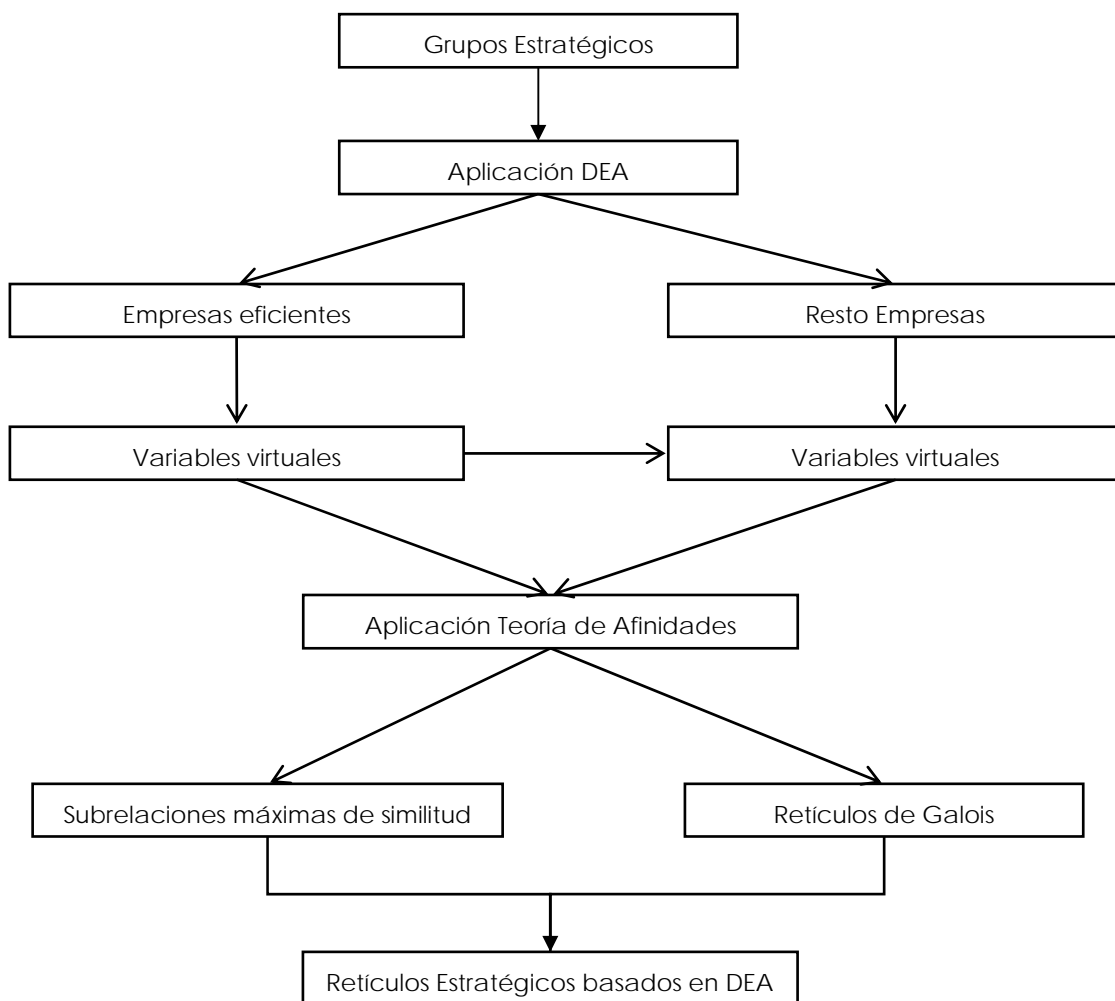 Grupos Estratégicos
Aplicación DEA
Empresas eficientes
Resto Empresas
Variables virtuales
Variables virtuales
Aplicación Teoría de Afinidades
Subrelaciones máximas de similitud
Retículos de Galois
Retículos Estratégicos basados en DEA